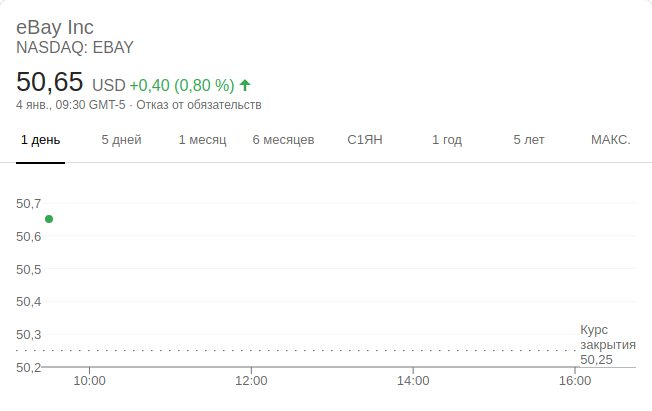 eBay Inc
NASDAQ: EBAY
50,65 USD +0,40 (0,80 %)
4 янв., 09:30 GMT-5 · Отказ от обязательств
1 день 5 дней 1 месяц 6 месяцев С1ЯН 1 год 5 лет МАКС.
50,7
50,6
50,5
50,4
50,3
50,2
Курс
закрытия
50,25
10:00 12:00 14:00 16:00